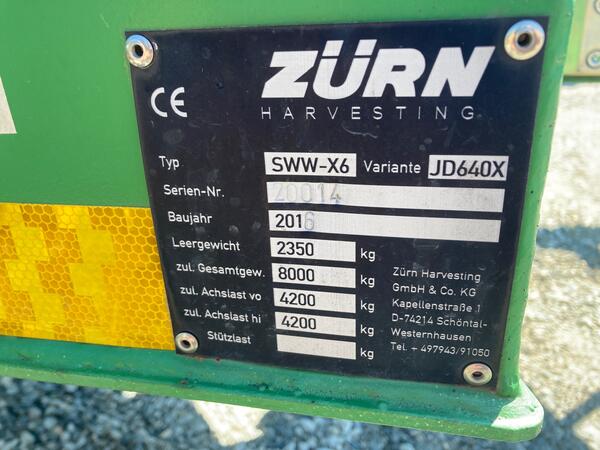 ZÜRN
HARVESTING
CE
Typ SWW-X6 Variante JD640X
Serien-Nr. 20014
Baujahr 2016
Leergewicht 2350 kg
zul. Gesamtgew. 8000 kg
zul. Achslast vo 4200 kg
zul. Achslast hi 4200 kg
Stützlast kg
Zürn Harvesting
GmbH & Co. KG
Kapellenstraße 1
D-74214 Schöntal-
Westernhausen
Tel. + 497943/91050